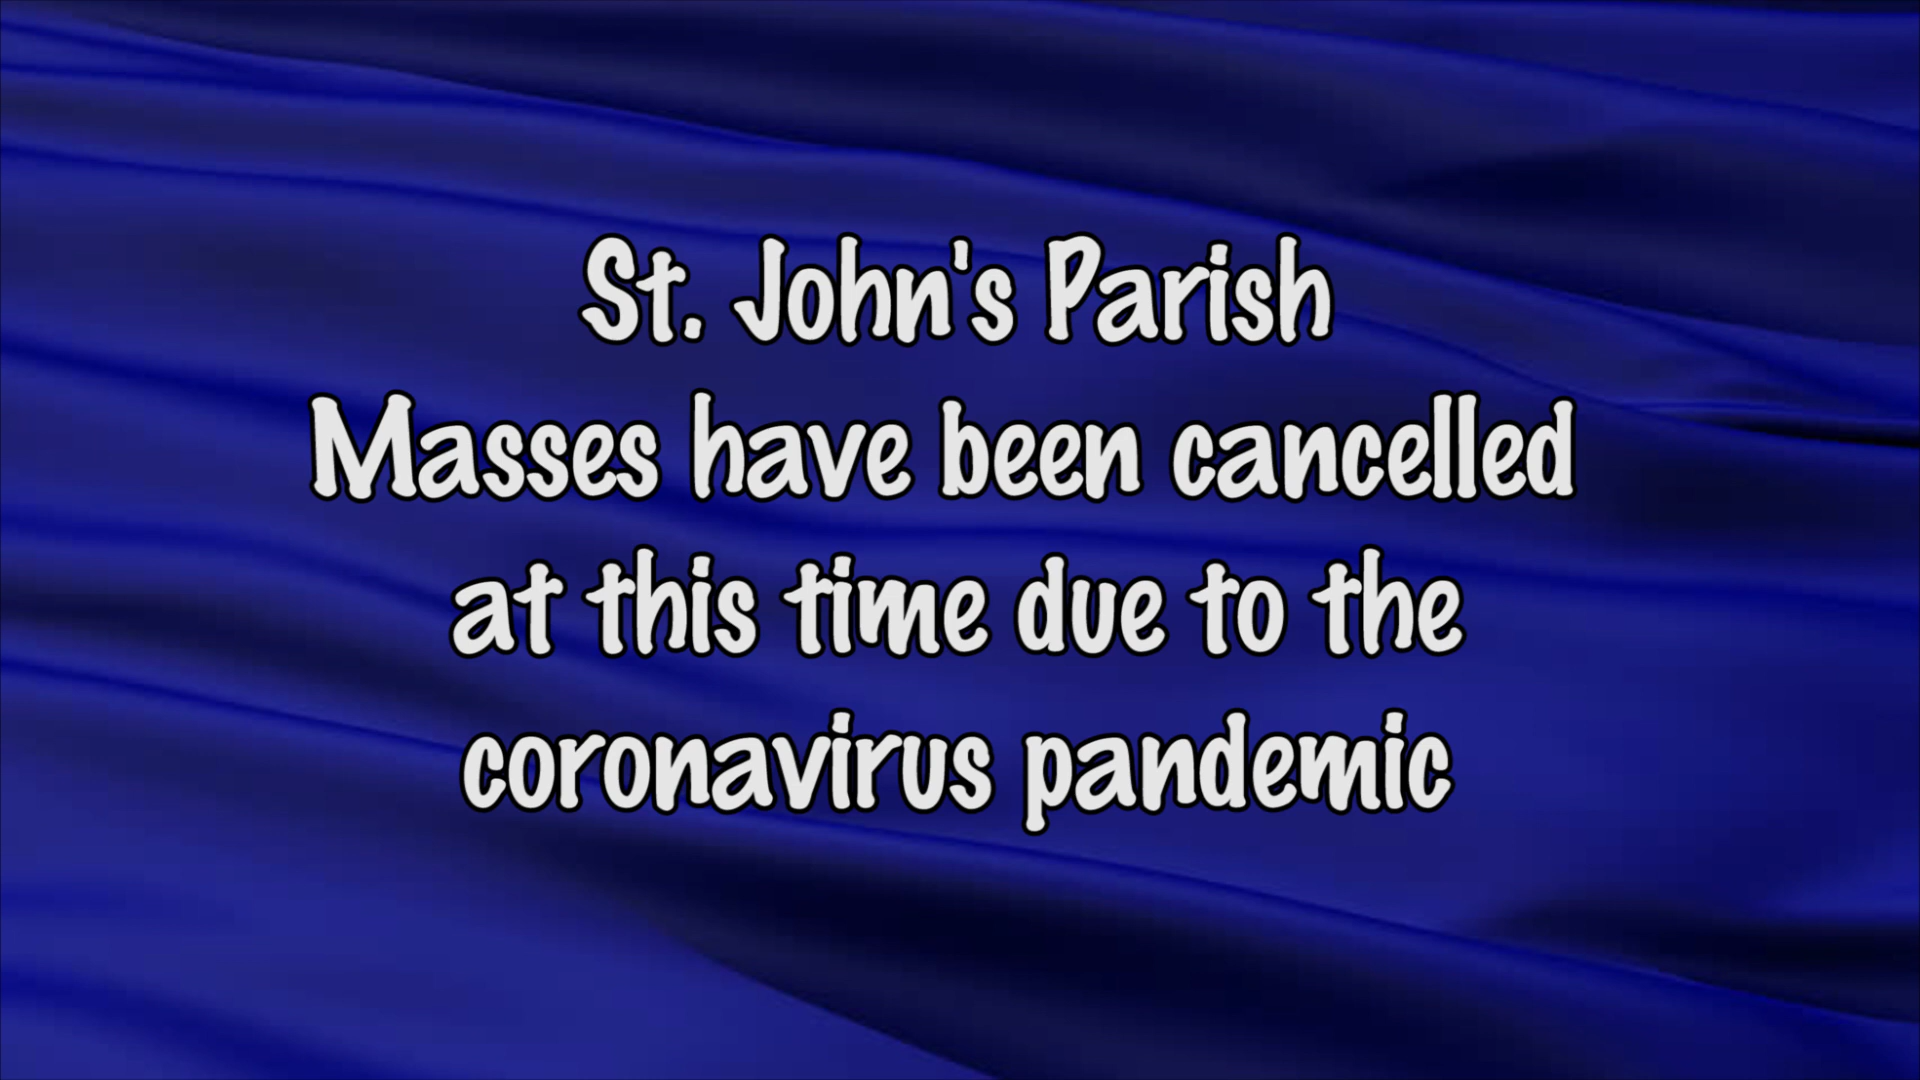 St. John's Parish
Masses have been cancelled
at this time due to the
coronavirus pandemic